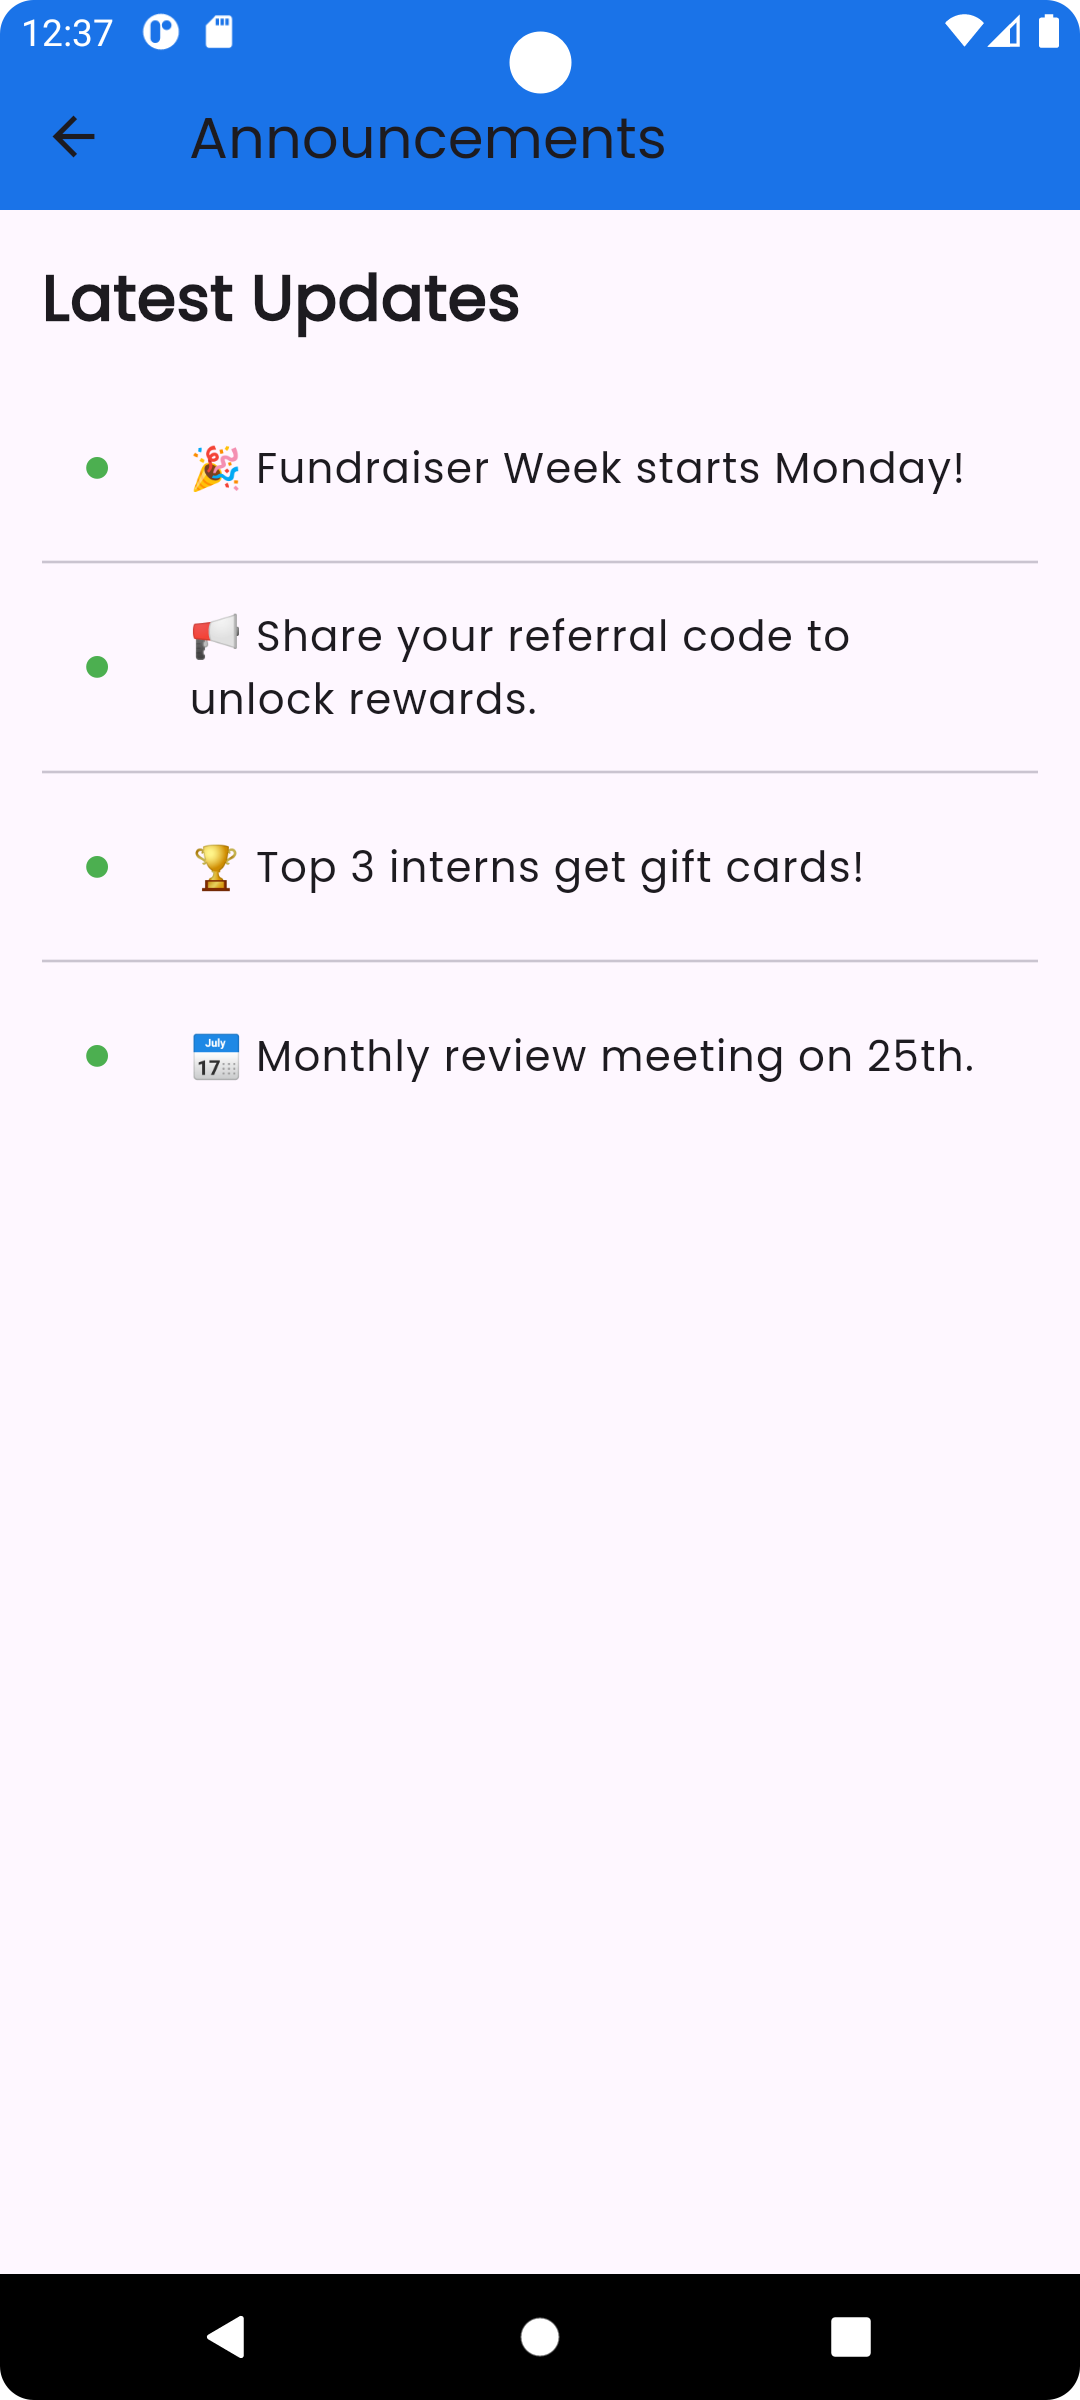 12:37
Announcements
Latest Updates
🎉 Fundraiser Week starts Monday!
📢 Share your referral code to
unlock rewards.
🏆 Top 3 interns get gift cards!
📅 Monthly review meeting on 25th.